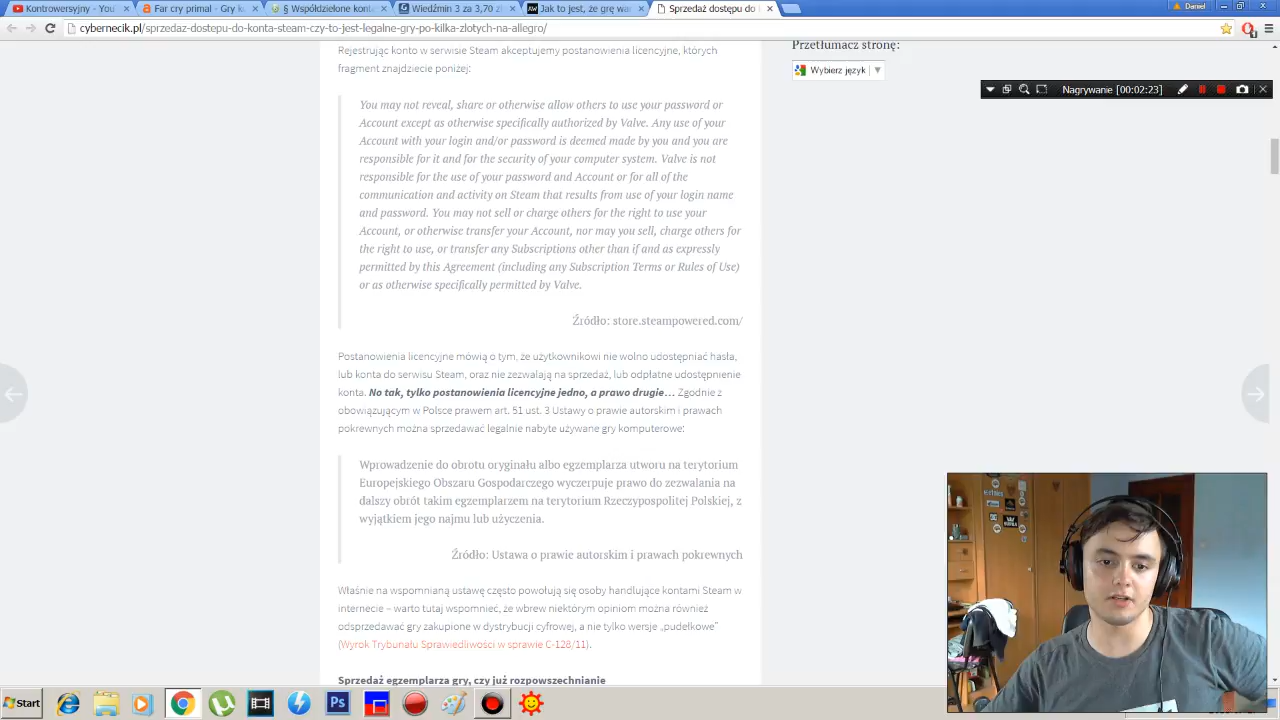 Kontrowersyjny - You
Far cry primal - Gry k
§ Współdzielone kont
Wiedźmin 3 za 3,70 z
Jak to jest, że grę wa
Sprzedaż dostępu do
Daniel
cybernecik.pl/sprzedaz-dostepu-do-konta-steam-czy-to-jest-legalne-gry-po-kilka-zlotych-na-allegro/
Rejestrując konto w serwisie Steam akceptujemy postanowienia licencyjne, których
fragment znajdziecie poniżej:
Przetłumacz stronę:
Wybierz język
Nagrywanie [00:02:23]
You may not reveal, share or otherwise allow others to use your password or
Account except as otherwise specifically authorized by Valve. Any use of your
Account with your login and/or password is deemed made by you and you are
responsible for it and for the security of your computer system. Valve is not
responsible for the use of your password and Account or for all of the
communication and activity on Steam that results from use of your login name
and password. You may not sell or charge others for the right to use your
Account, or otherwise transfer your Account, nor may you sell, charge others for
the right to use, or transfer any Subscriptions other than if and as expressly
permitted by this Agreement (including any Subscription Terms or Rules of Use)
or as otherwise specifically permitted by Valve.
Źródło: store.steampowered.com/
Postanowienia licencyjne mówią o tym, że użytkownikowi nie wolno udostępniać hasła,
lub konta do serwisu Steam, oraz nie zezwalają na sprzedaż, lub odpłatne udostępnienie
konta. No tak, tylko postanowienia licencyjne jedno, a prawo drugie... Zgodnie z
obowiązującym w Polsce prawem art. 51 ust. 3 Ustawy o prawie autorskim i prawach
pokrewnych można sprzedawać legalnie nabyte używane gry komputerowe:
Wprowadzenie do obrotu oryginału albo egzemplarza utworu na terytorium
Europejskiego Obszaru Gospodarczego wyczerpuje prawo do zezwalania na
dalszy obrót takim egzemplarzem na terytorium Rzeczypospolitej Polskiej, z
wyjątkiem jego najmu lub użyczenia.
Źródło: Ustawa o prawie autorskim i prawach pokrewnych
Właśnie na wspomnianą ustawę często powołują się osoby handlujące kontami Steam w
internecie – warto tutaj wspomnieć, że wbrew niektórym opiniom można również
odsprzedawać gry zakupione w dystrybucji cyfrowej, a nie tylko wersje „pudełkowe”
(Wyrok Trybunału Sprawiedliwości w sprawie C-128/11).
Sprzedaż egzemplarza gry, czy już rozpowszechnianie
Start
Ps